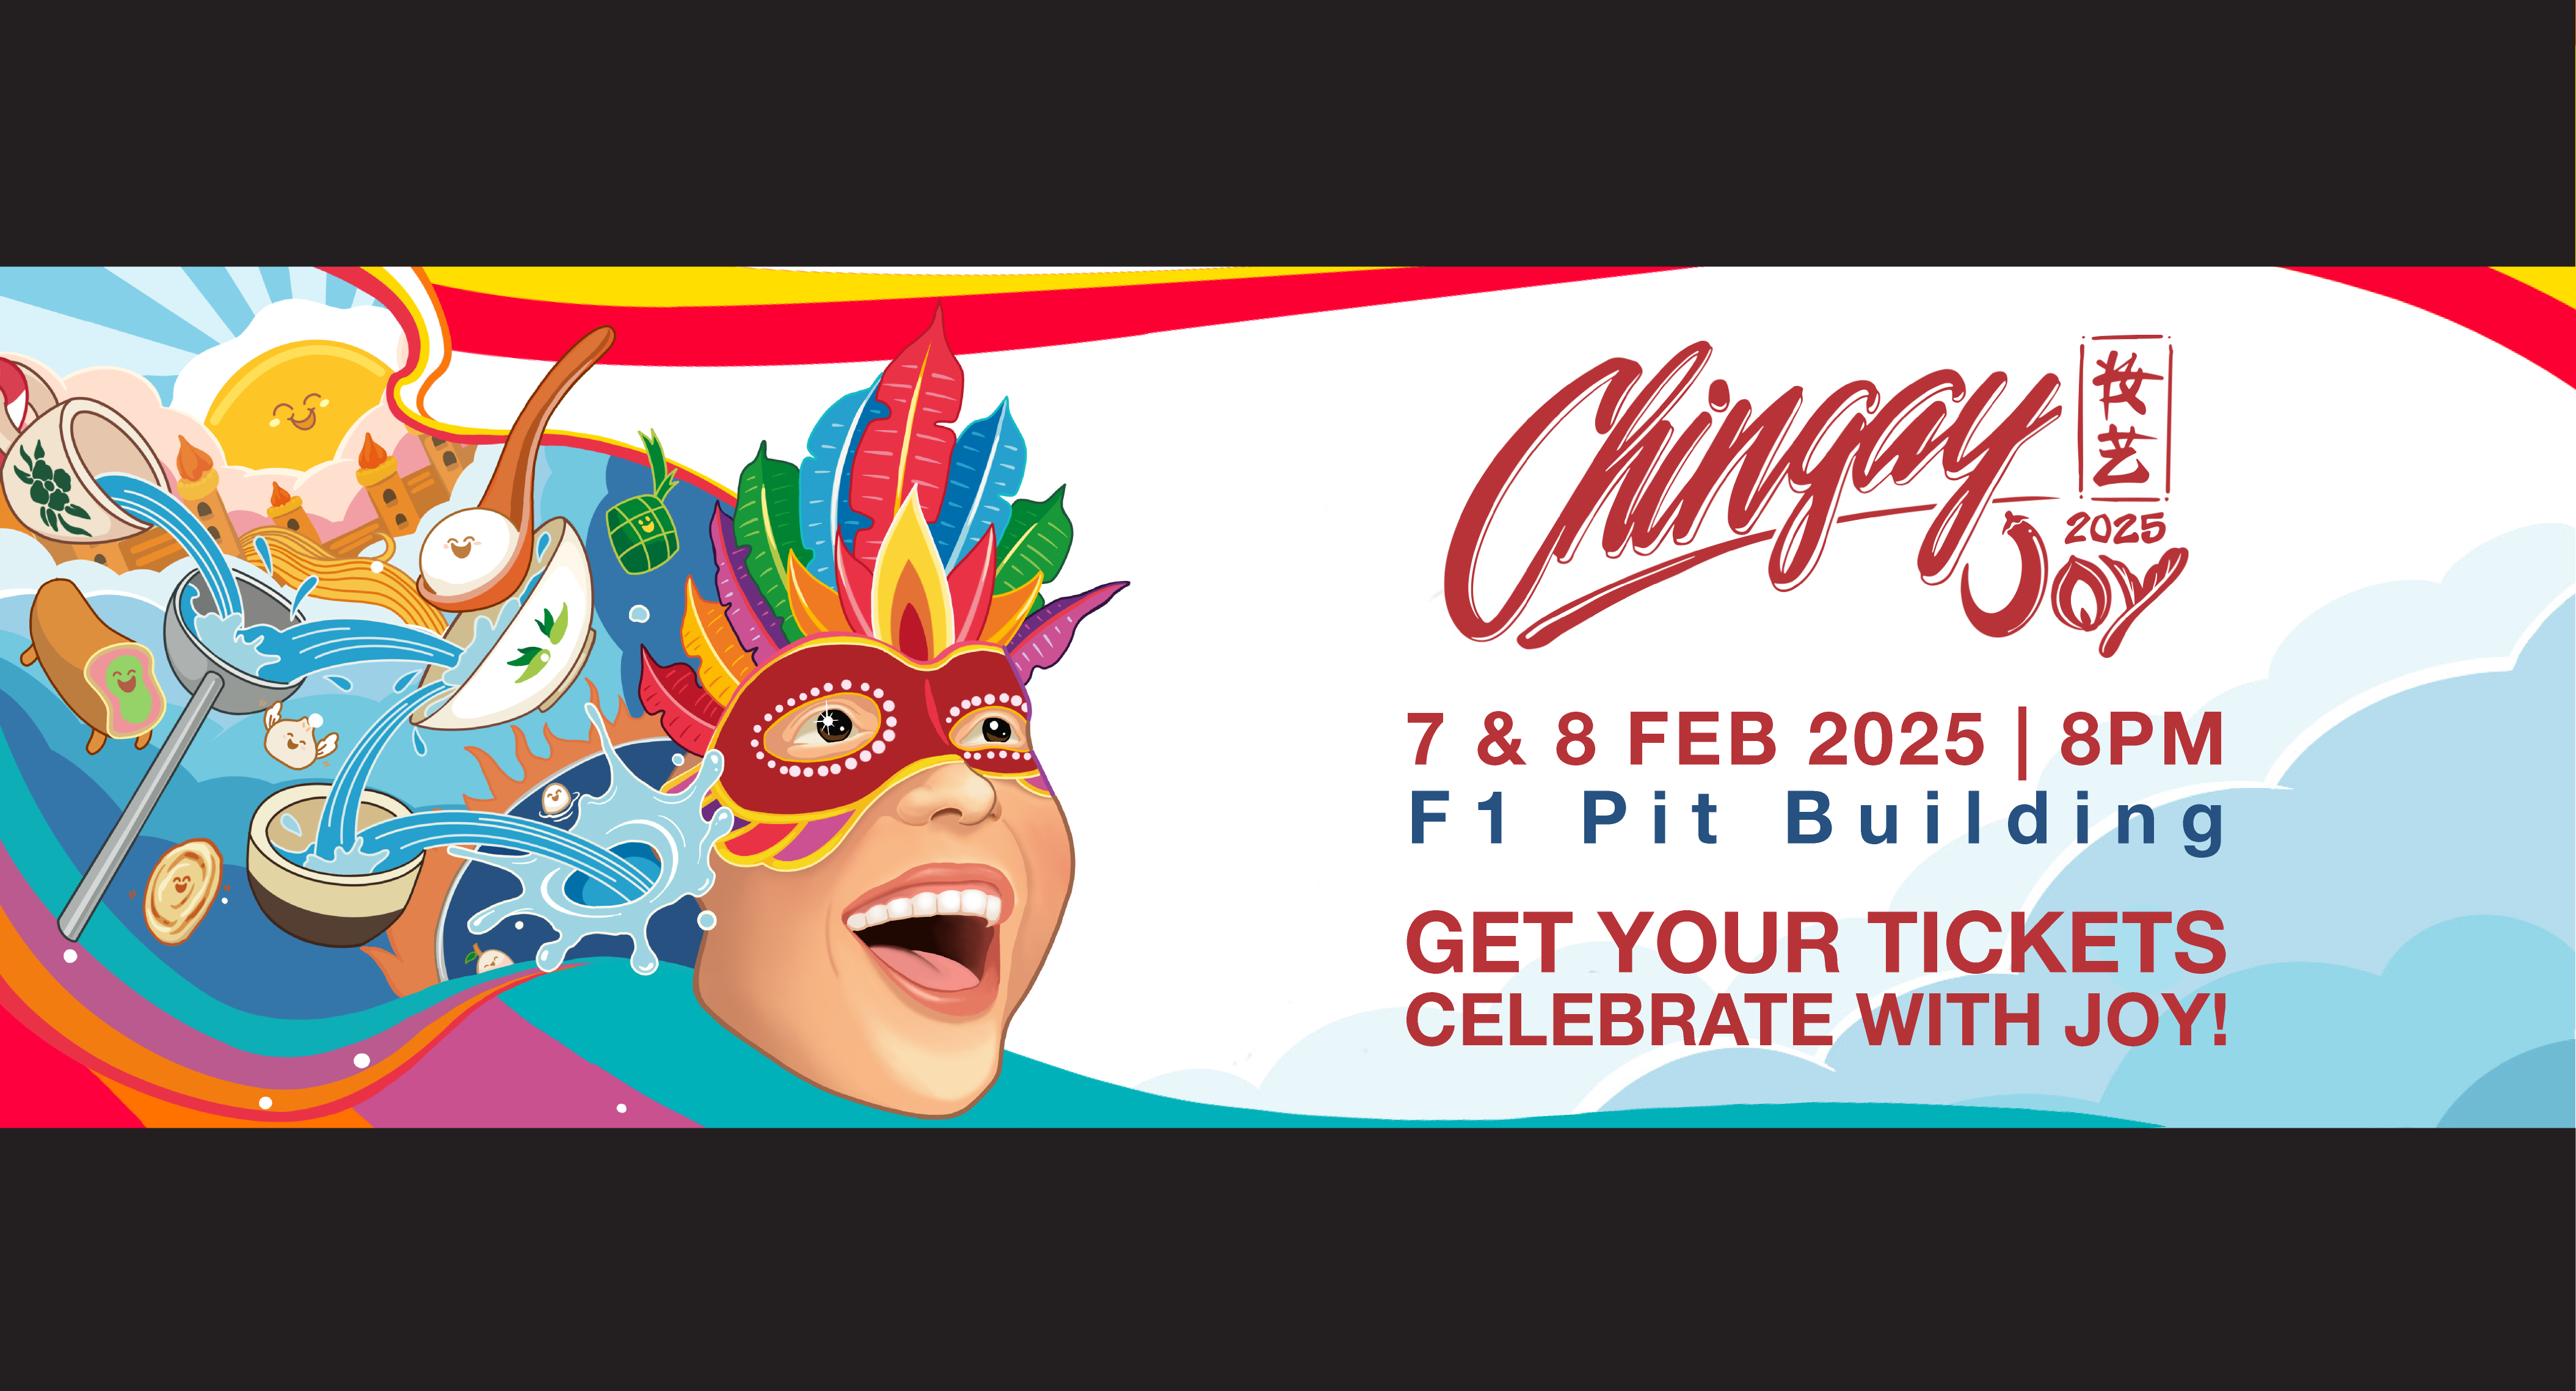 Chingay
妆艺
2025
JOY
7 & 8 FEB 2025 | 8PM
F1 Pit Building
GET YOUR TICKETS
CELEBRATE WITH JOY!